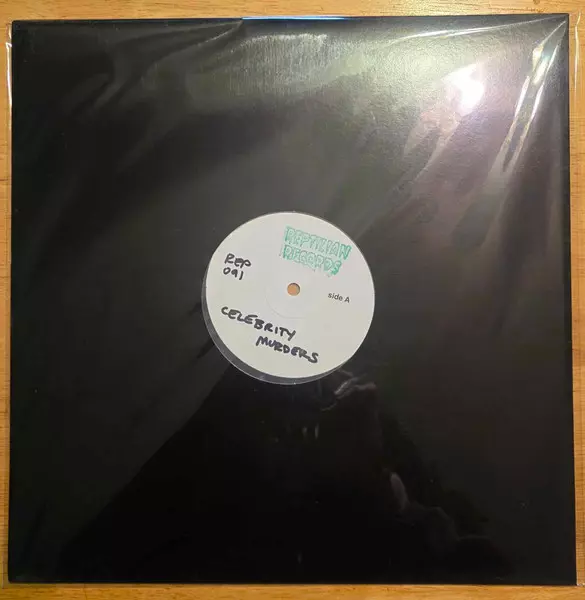 REPTILIAN
RECORDS
REP
091
side A
CELEBRITY
MURDERS